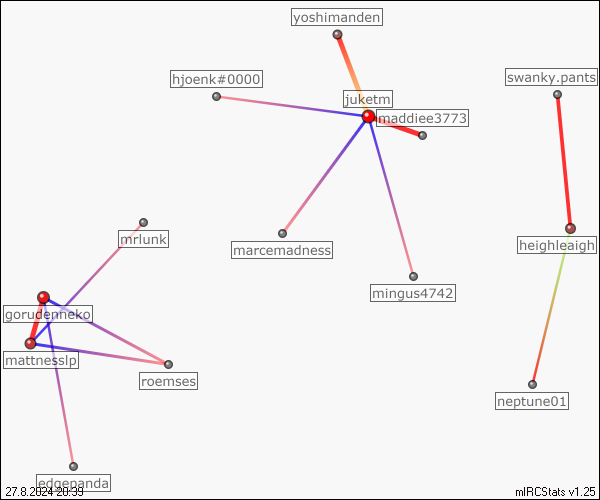 yoshimanden
hjoenk#0000
swanky.pants
juketm
maddiee3773
mrlunk
marcemadness
heighleaigh
mingus4742
gorudenneko
mattnesslp
roemses
neptune01
edgepanda
27.8.2024 20:39
mIRCStats v1.25